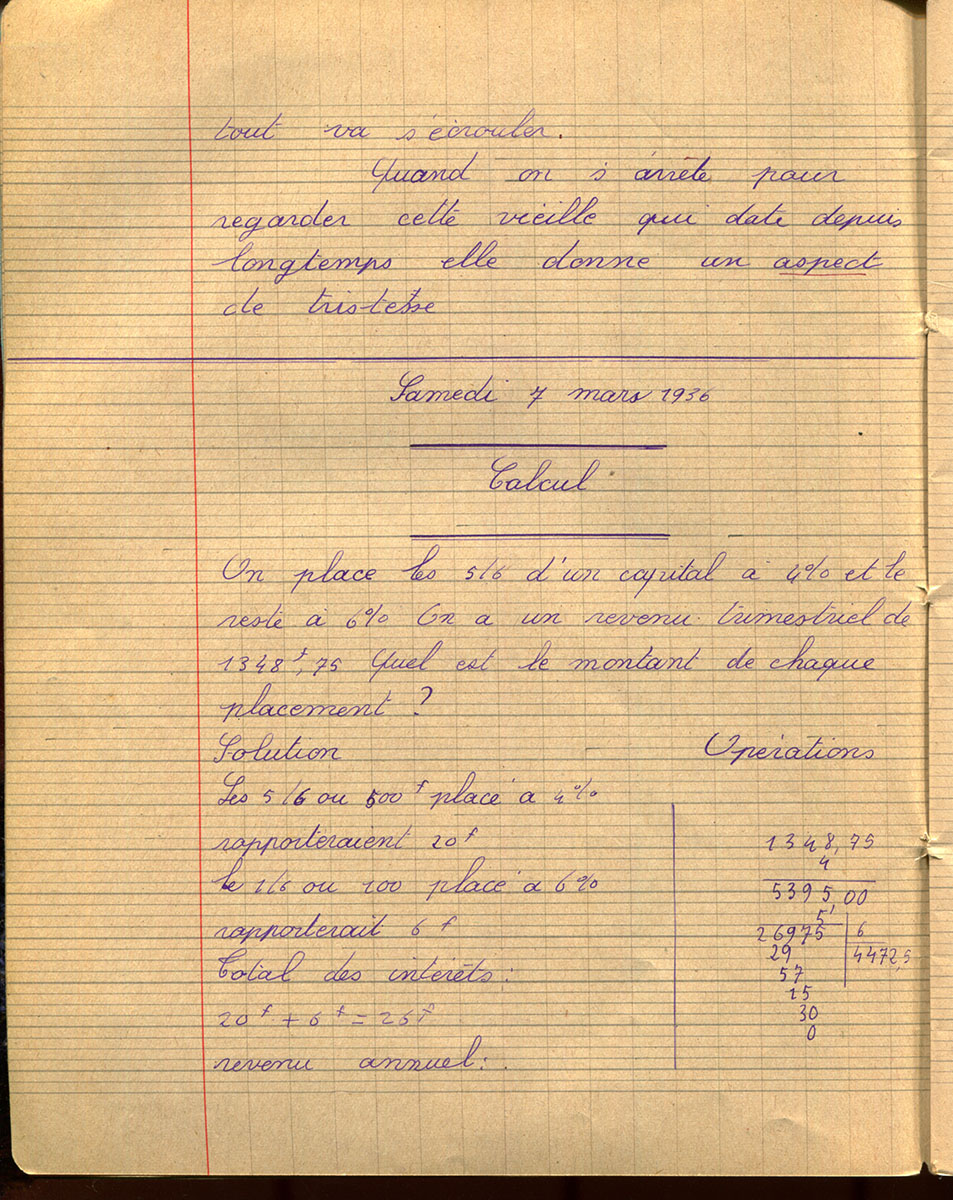 tout va s'écrouler.
Quand on s'arrête pour
regarder cette vieille qui date depuis
longtemps elle donne un aspect
de tristesse
Samedi 7 mars 1936
Calcul
On place les 5/6 d'un capital à 4% et le
reste à 6% On a un revenu trimestriel de
1348f,75 Quel est le montant de chaque
placement ?
Solution Opérations
Les 5/6 ou 500f placé à 4%
rapporteraient 20f
le 1/6 ou 100 placé à 6%
rapporterait 6f
Total des intérêts :
20f + 6f = 26f
revenu annuel :
1348,75
4
5395,00
5
26975 6
29 4472,5
57
15
30
0